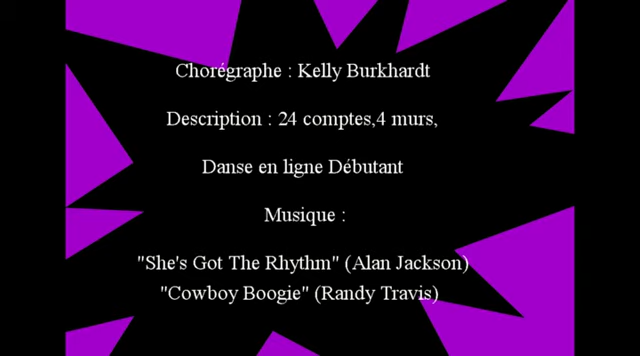 Chorégraphe : Kelly Burkhardt
Description : 24 comptes,4 murs,
Danse en ligne Débutant
Musique :
"She's Got The Rhythm" (Alan Jackson)
"Cowboy Boogie" (Randy Travis)